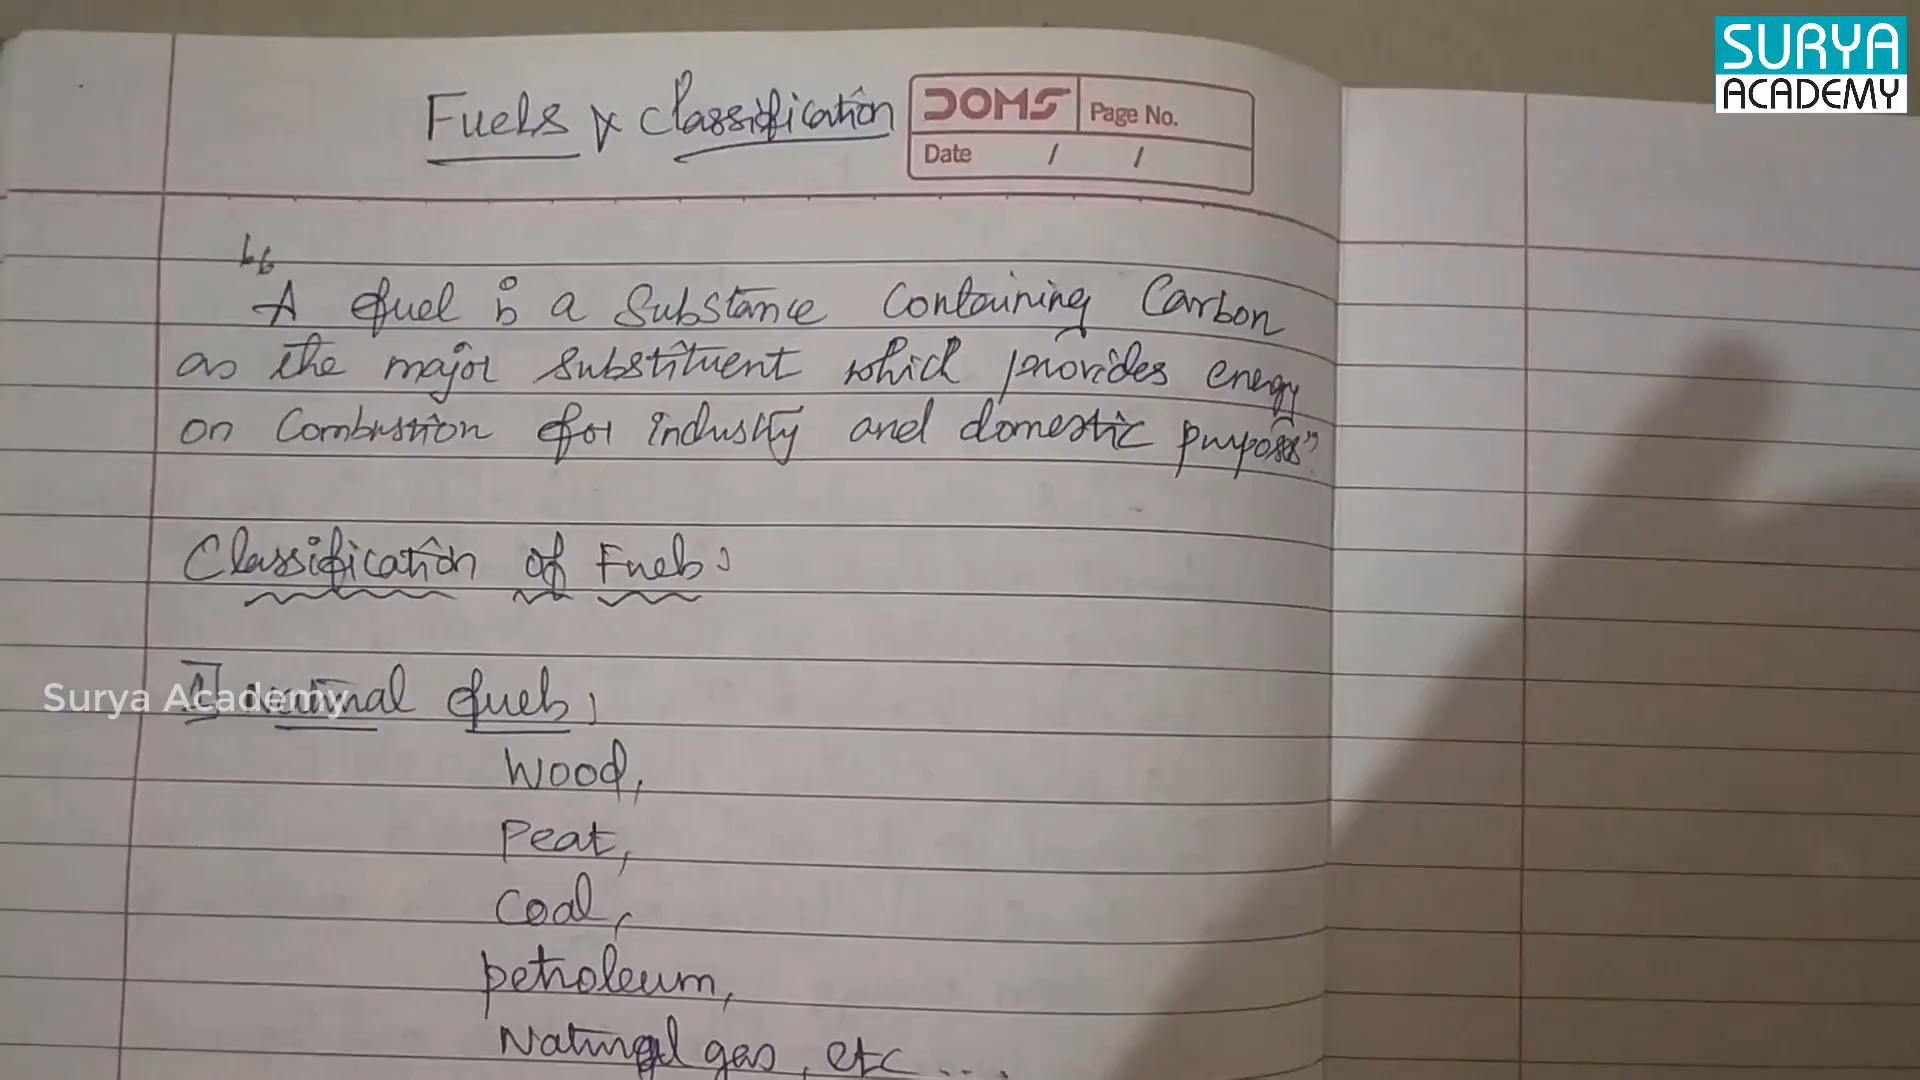 SURYA
ACADEMY
Fuels & Classification
DOMS
Page No.
Date / /
"A fuel is a Substance Containing Carbon
as the major substituent which provides energy
on Combustion for industry and domestic purposes".
Classification of Fuels:
1] natural fuels:
Surya Academy
Wood,
Peat,
Coal,
petroleum,
Natural gas, etc....